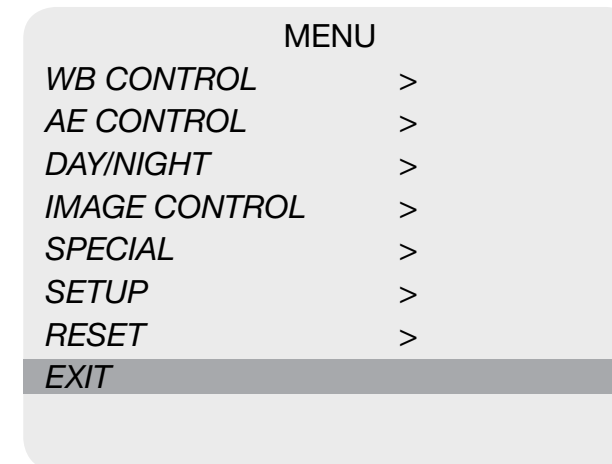 MENU
WB CONTROL >
AE CONTROL >
DAY/NIGHT >
IMAGE CONTROL >
SPECIAL >
SETUP >
RESET >
EXIT